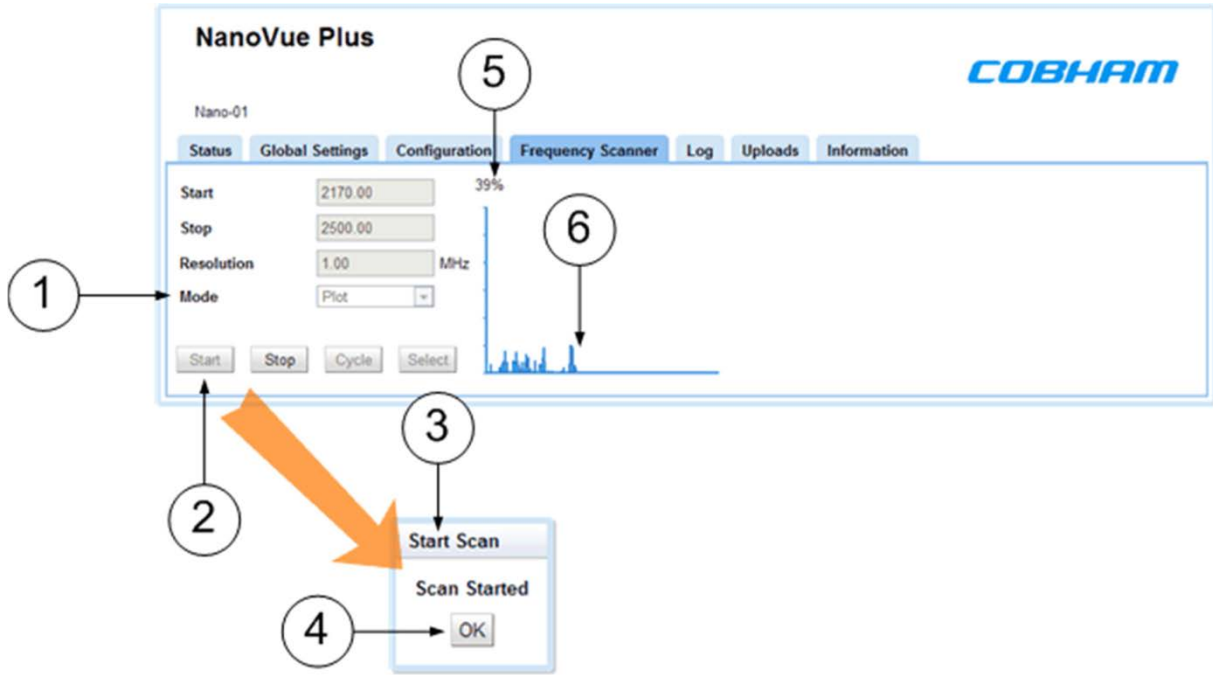 NanoVue Plus
COBHAM
5
Nano-01
Status Global Settings Configuration Frequency Scanner Log Uploads Information
39%
Start 2170.00
Stop 2500.00
6
Resolution 1.00 MHz
1
Mode Plot
Start Stop Cycle Select
3
2
Start Scan
Scan Started
4
OK